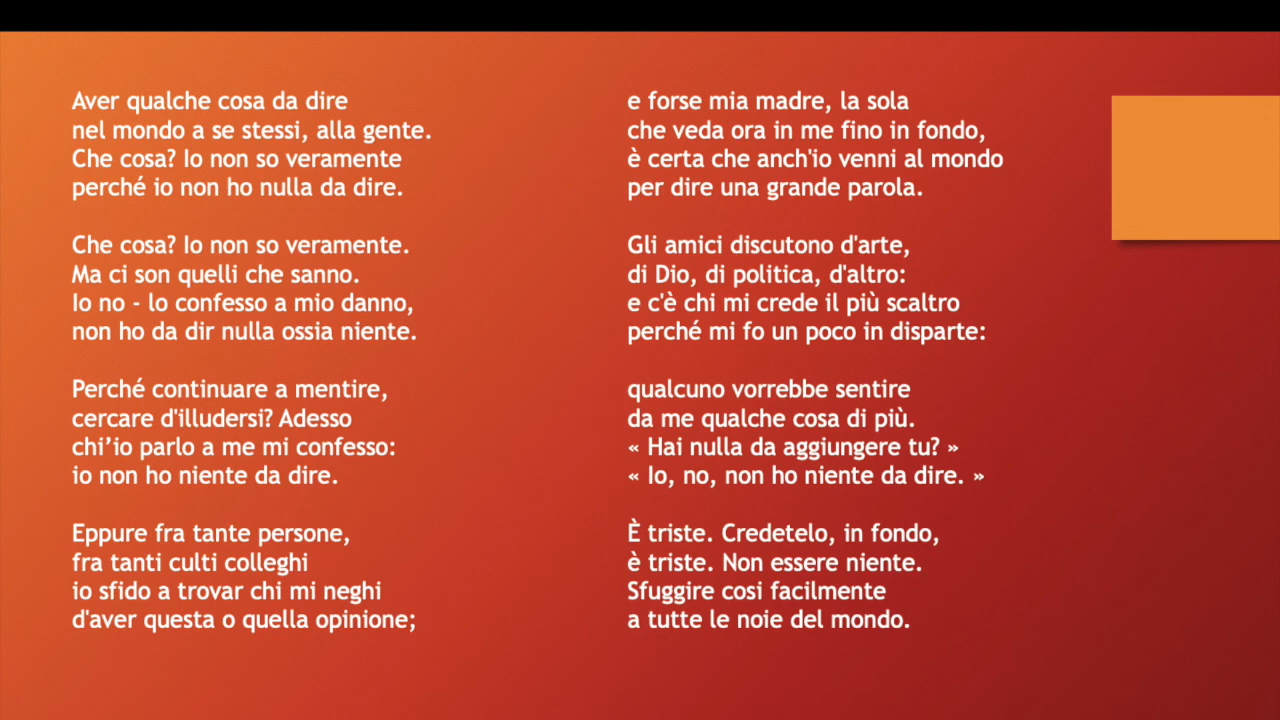 Aver qualche cosa da dire
nel mondo a se stessi, alla gente.
Che cosa? Io non so veramente
perché io non ho nulla da dire.
Che cosa? Io non so veramente.
Ma ci son quelli che sanno.
Io no - lo confesso a mio danno,
non ho da dir nulla ossia niente.
Perché continuare a mentire,
cercare d'illudersi? Adesso
chi’io parlo a me mi confesso:
io non ho niente da dire.
Eppure fra tante persone,
fra tanti culti colleghi
io sfido a trovar chi mi neghi
d'aver questa o quella opinione;
e forse mia madre, la sola
che veda ora in me fino in fondo,
è certa che anch'io venni al mondo
per dire una grande parola.
Gli amici discutono d'arte,
di Dio, di politica, d'altro:
e c'è chi mi crede il più scaltro
perché mi fo un poco in disparte:
qualcuno vorrebbe sentire
da me qualche cosa di più.
« Hai nulla da aggiungere tu? »
« Io, no, non ho niente da dire. »
È triste. Credetelo, in fondo,
è triste. Non essere niente.
Sfuggire cosi facilmente
a tutte le noie del mondo.